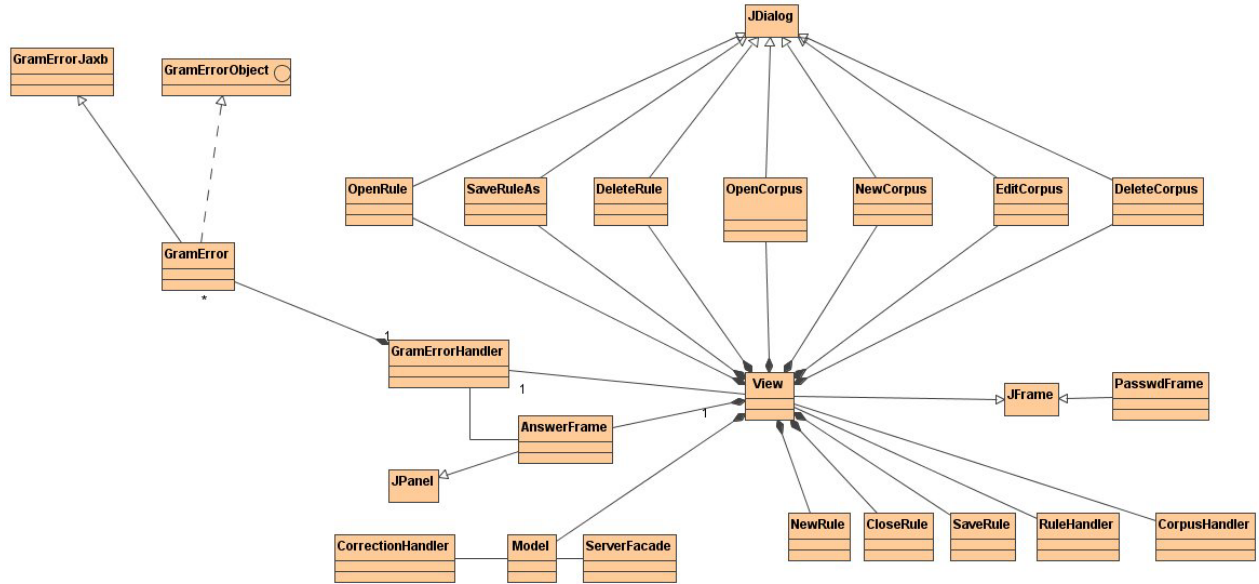 JDialog
GramErrorJaxb
GramErrorObject
OpenRule
SaveRuleAs
DeleteRule
OpenCorpus
NewCorpus
EditCorpus
DeleteCorpus
GramError
*
1
GramErrorHandler
1
View
JFrame
PasswdFrame
1
AnswerFrame
JPanel
NewRule
CloseRule
SaveRule
RuleHandler
CorpusHandler
CorrectionHandler
Model
ServerFacade